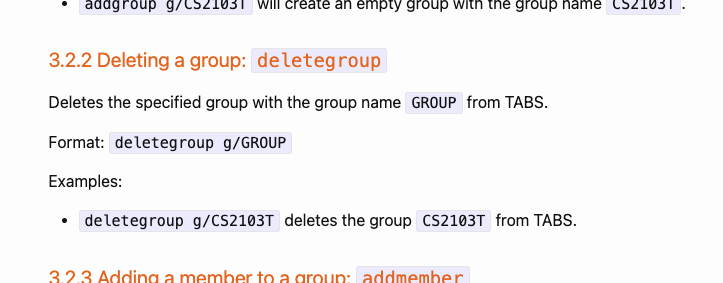 • addgroup g/CS2103T will create an empty group with the group name CS2103T.
3.2.2 Deleting a group: deletegroup
Deletes the specified group with the group name GROUP from TABS.
Format: deletegroup g/GROUP
Examples:
• deletegroup g/CS2103T deletes the group CS2103T from TABS.
3.2.3 Adding a member to a group: addmember